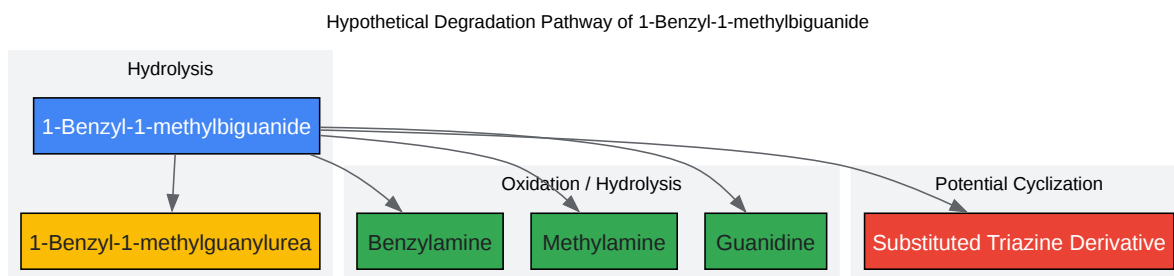 Hypothetical Degradation Pathway of 1-Benzyl-1-methylbiguanide
Hydrolysis
1-Benzyl-1-methylbiguanide
Oxidation / Hydrolysis
Potential Cyclization
1-Benzyl-1-methylguanylurea
Benzylamine
Methylamine
Guanidine
Substituted Triazine Derivative